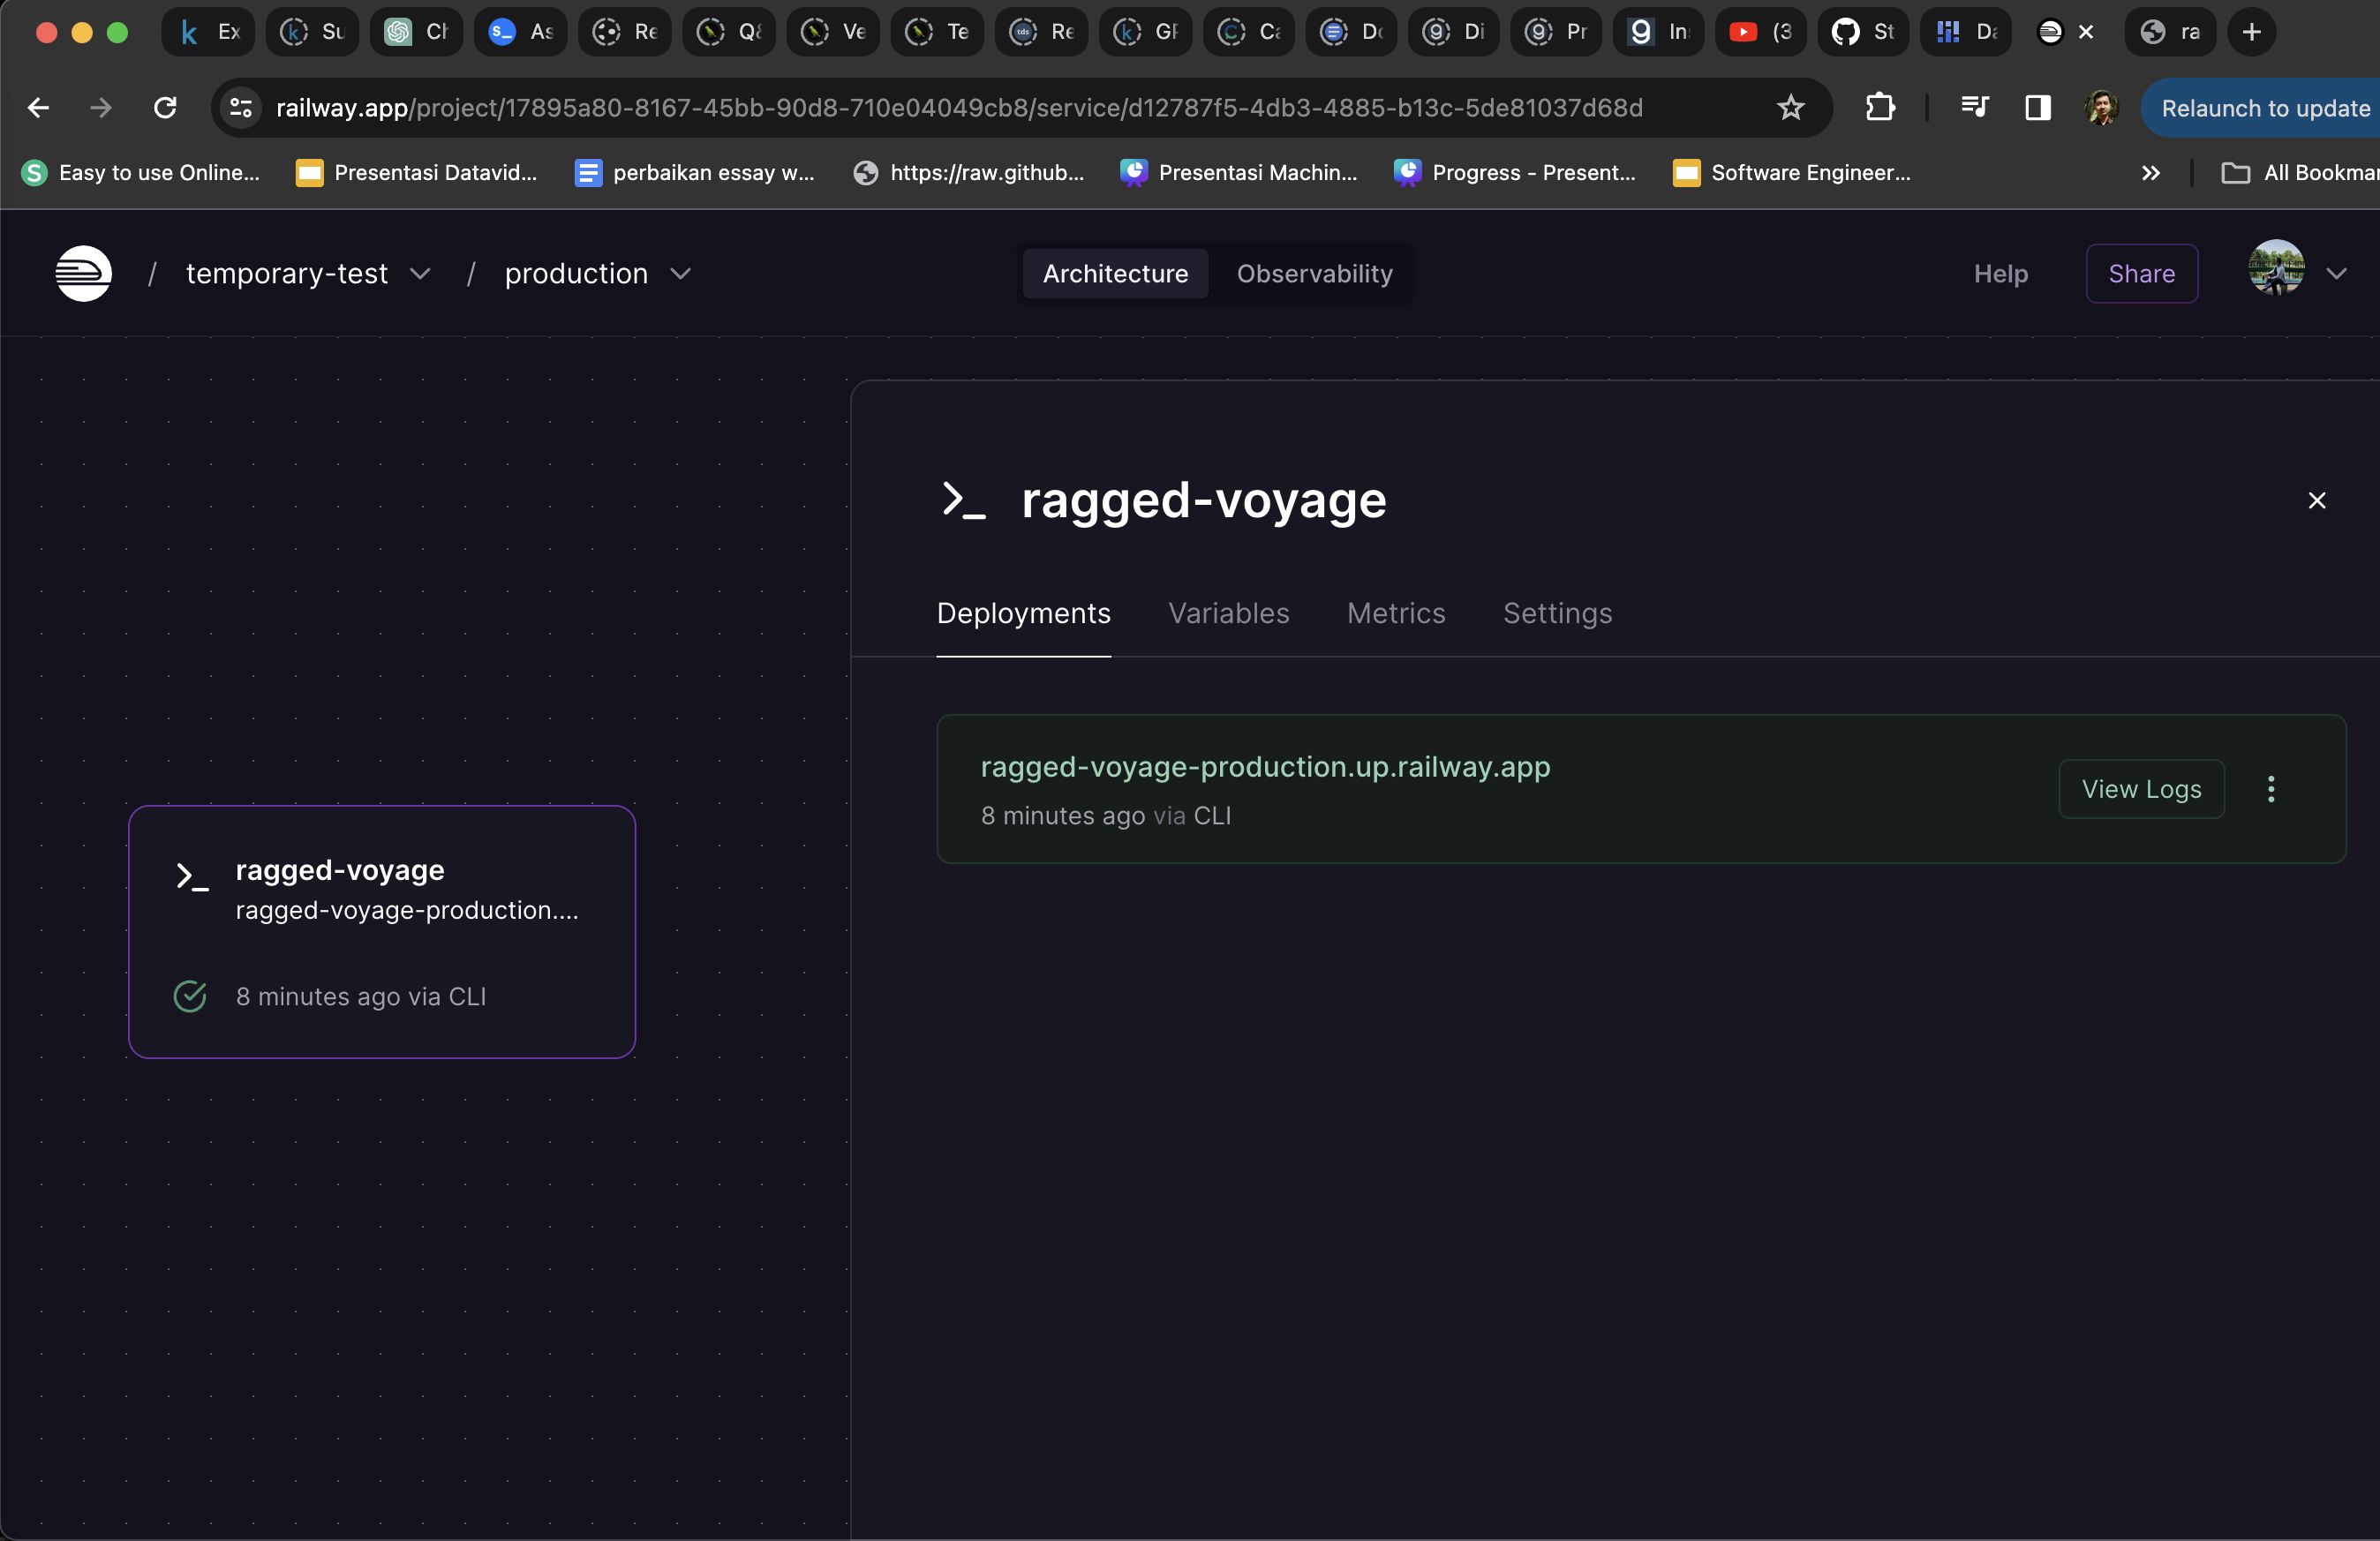 Ex
Su
Ch
As
Re
Q&
Ve
Te
Re
GP
Ca
Do
Di
Pr
In
(3
St
Da
ra
railway.app/project/17895a80-8167-45bb-90d8-710e04049cb8/service/d12787f5-4db3-4885-b13c-5de81037d68d
Relaunch to update
Easy to use Online...
Presentasi Datavid...
perbaikan essay w...
https://raw.github...
Presentasi Machin...
Progress - Present...
Software Engineer...
All Bookmar
/ temporary-test / production
Architecture
Observability
Help
Share
ragged-voyage
Deployments
Variables
Metrics
Settings
ragged-voyage-production.up.railway.app
8 minutes ago via CLI
View Logs
ragged-voyage
ragged-voyage-production....
8 minutes ago via CLI